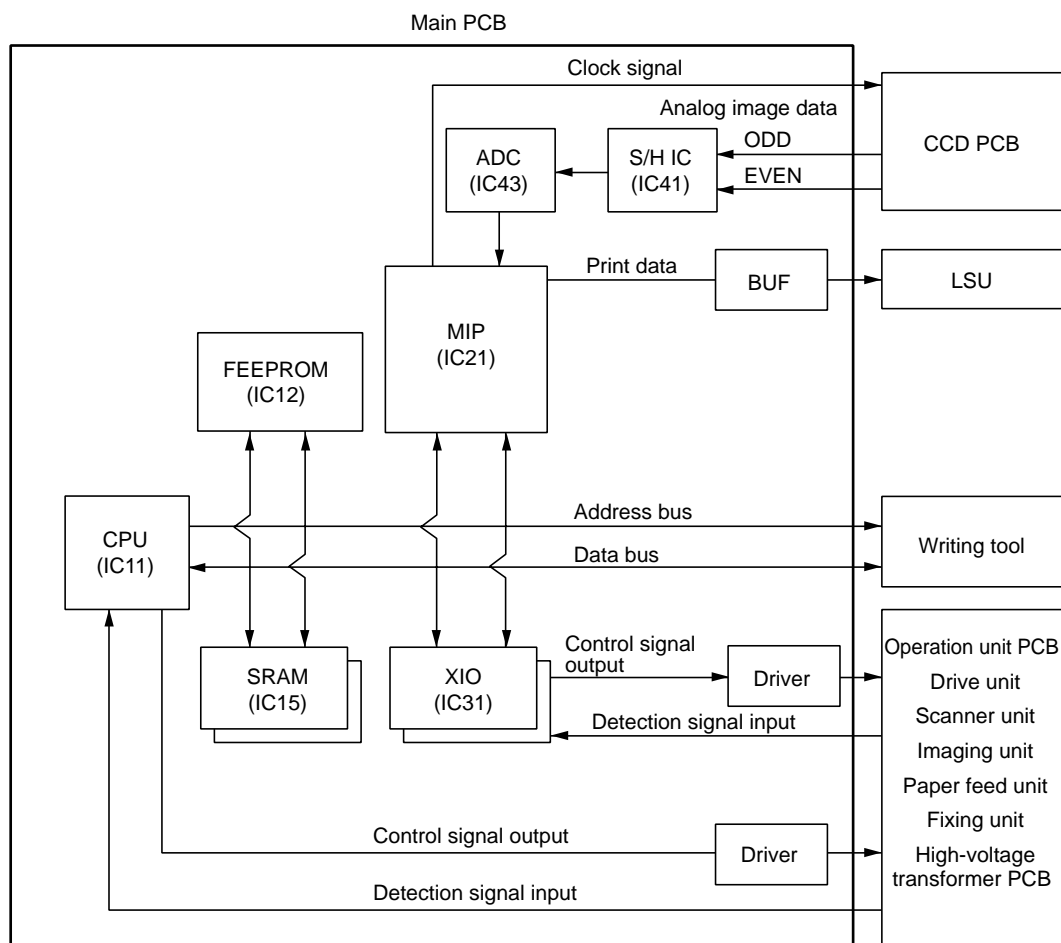 Main PCB
Clock signal
Analog image data
ODD
EVEN
CCD PCB
ADC
(IC43)
S/H IC
(IC41)
Print data
BUF
LSU
MIP
(IC21)
FEEPROM
(IC12)
CPU
(IC11)
Address bus
Data bus
Writing tool
SRAM
(IC15)
XIO
(IC31)
Control signal
output
Driver
Detection signal input
Operation unit PCB
Drive unit
Scanner unit
Imaging unit
Paper feed unit
Fixing unit
High-voltage
transformer PCB
Control signal output
Driver
Detection signal input